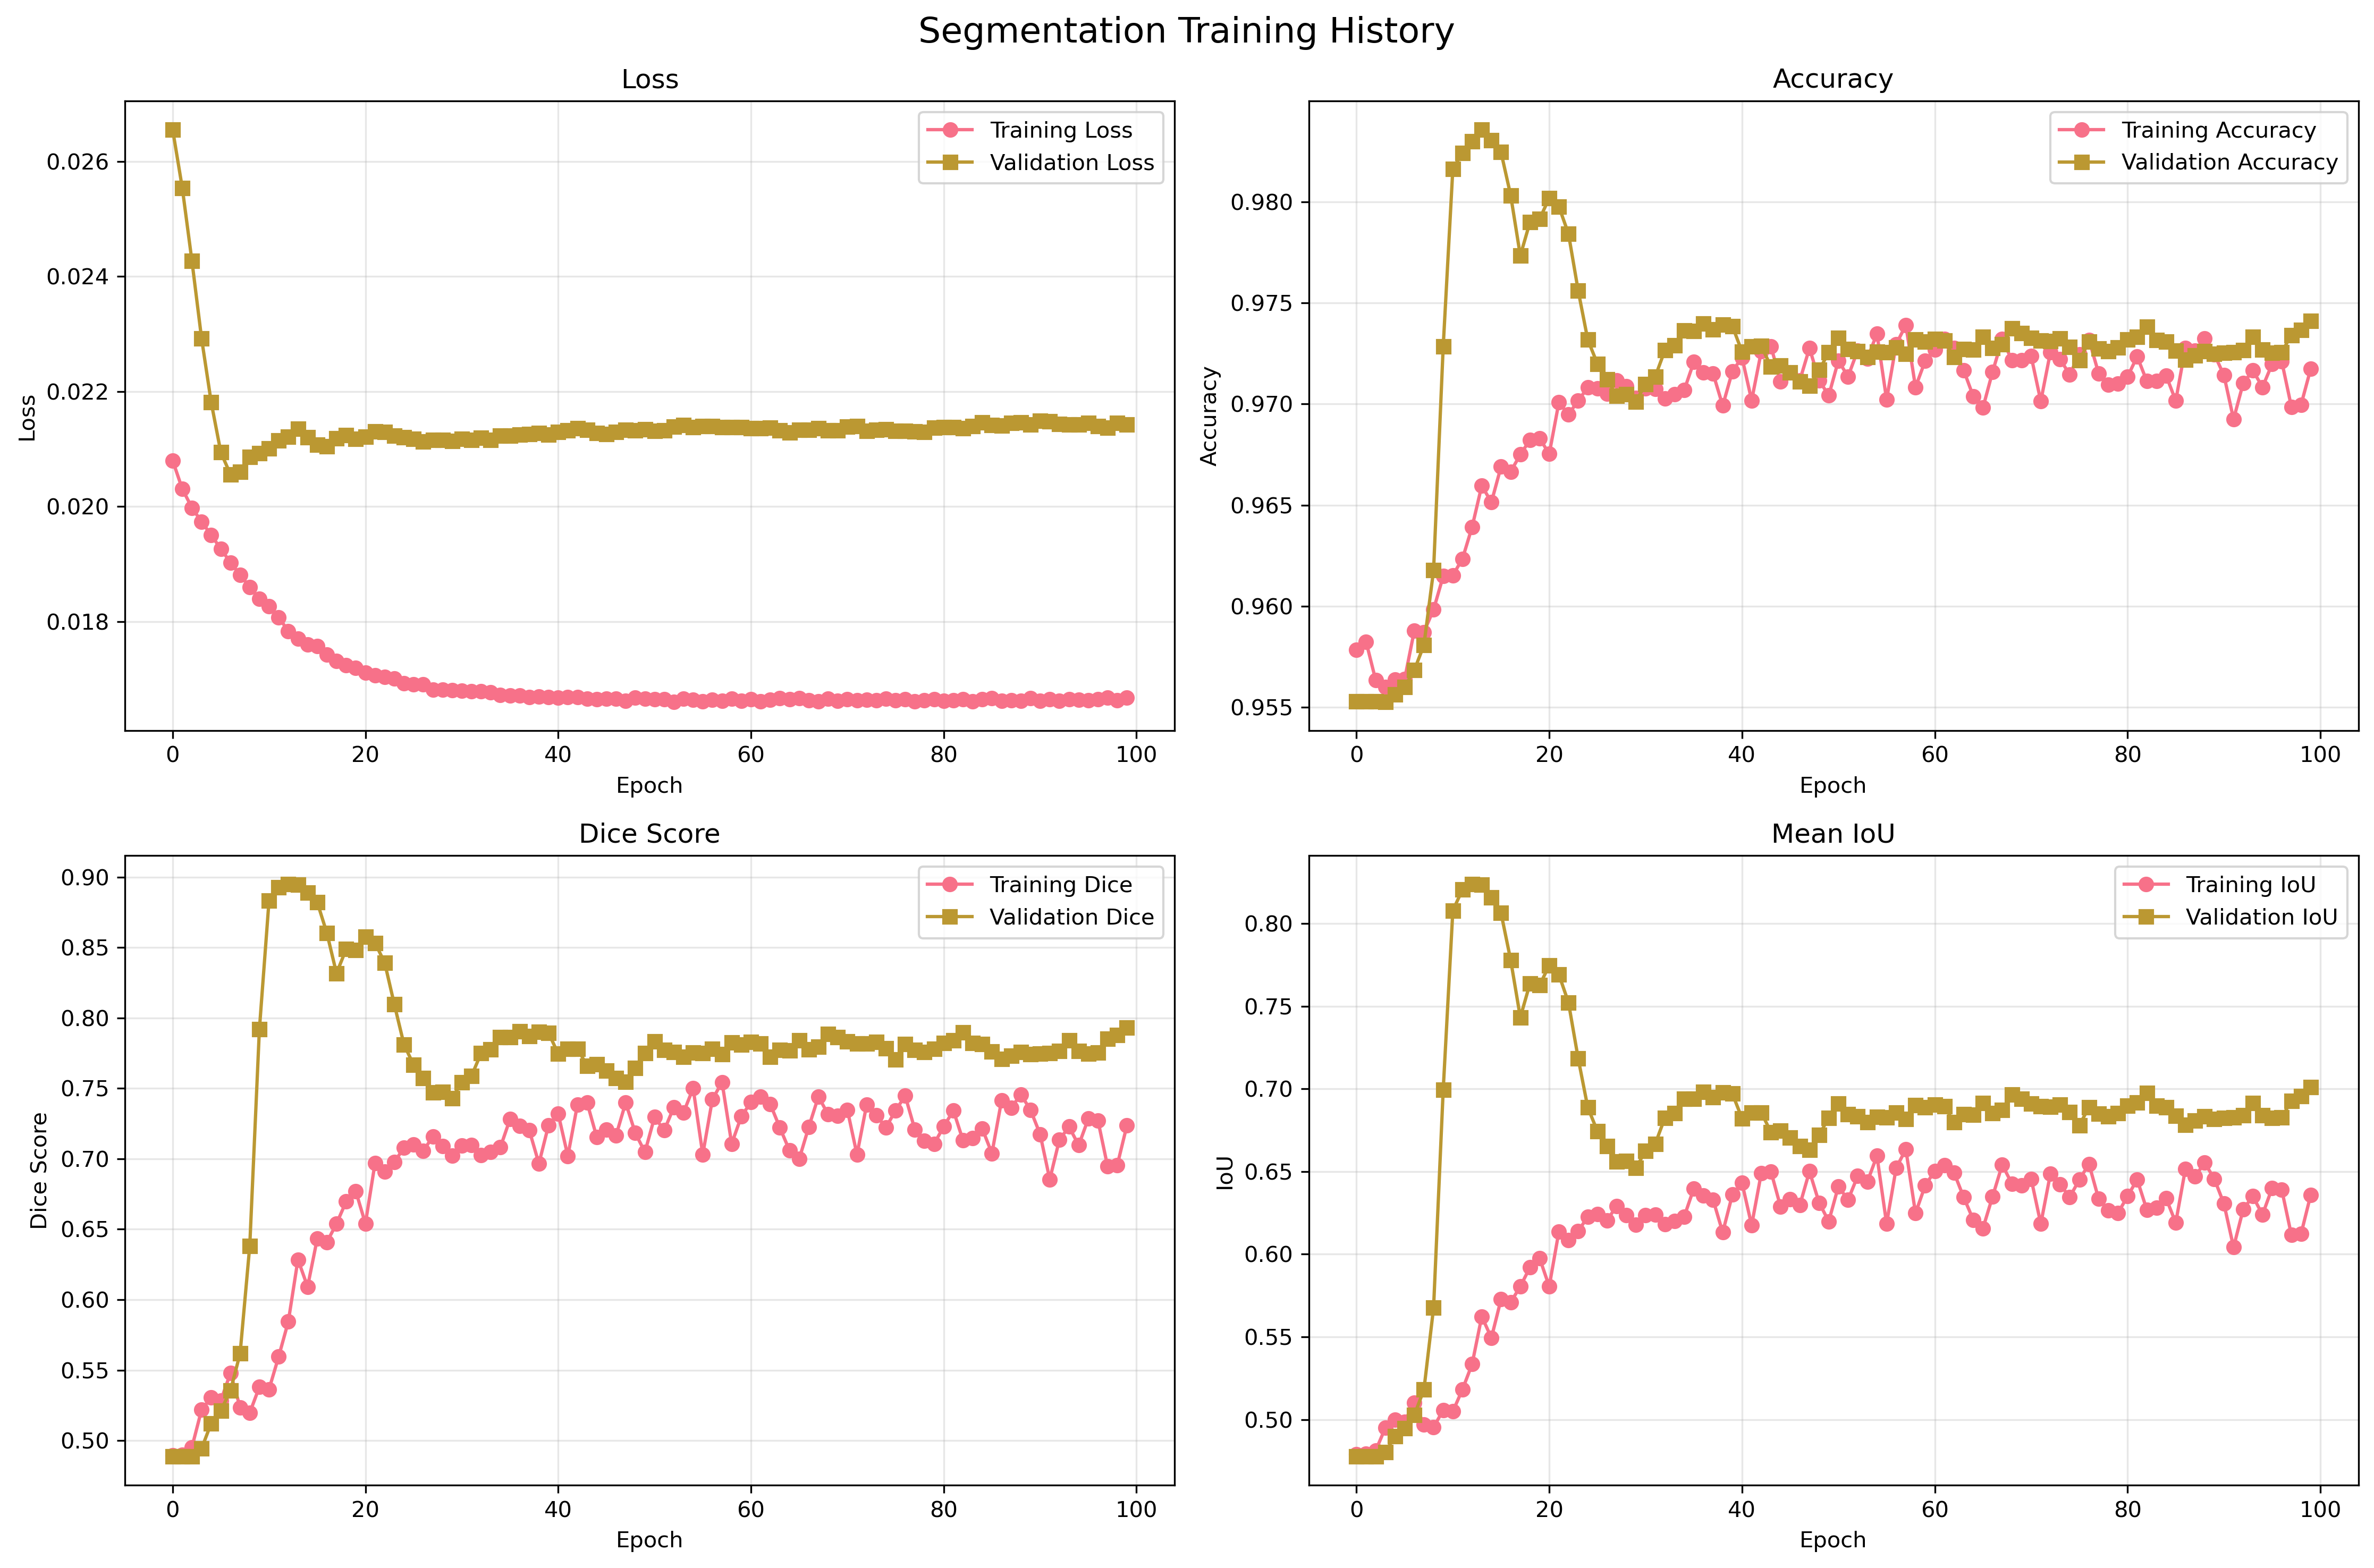 Segmentation Training History
Loss
Training Loss
Validation Loss
0.026
0.024
0.022
0.020
0.018
Loss
0 20 40 60 80 100
Epoch
Accuracy
Training Accuracy
Validation Accuracy
0.980
0.975
0.970
0.965
0.960
0.955
Accuracy
0 20 40 60 80 100
Epoch
Dice Score
Training Dice
Validation Dice
0.90
0.85
0.80
0.75
0.70
0.65
0.60
0.55
0.50
Dice Score
0 20 40 60 80 100
Epoch
Mean IoU
Training IoU
Validation IoU
0.80
0.75
0.70
0.65
0.60
0.55
0.50
IoU
0 20 40 60 80 100
Epoch